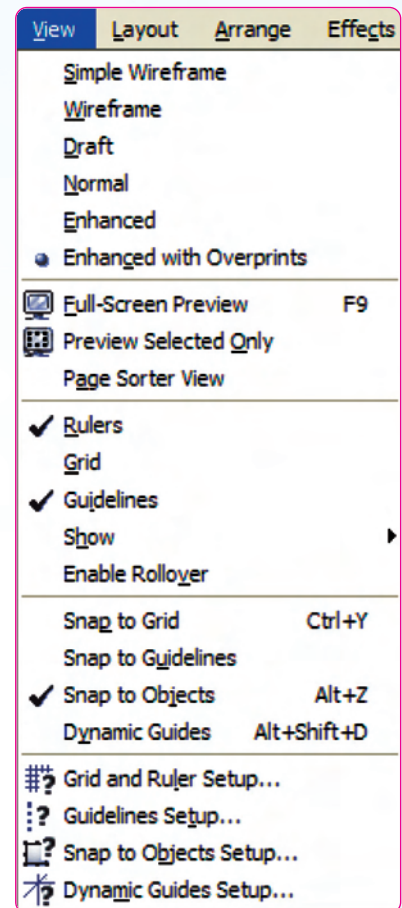 View Layout Arrange Effects
Simple Wireframe
Wireframe
Draft
Normal
Enhanced
Enhanced with Overprints
Full-Screen Preview F9
Preview Selected Only
Page Sorter View
Rulers
Grid
Guidelines
Show
Enable Rollover
Snap to Grid Ctrl+Y
Snap to Guidelines
Snap to Objects Alt+Z
Dynamic Guides Alt+Shift+D
Grid and Ruler Setup...
Guidelines Setup...
Snap to Objects Setup...
Dynamic Guides Setup...